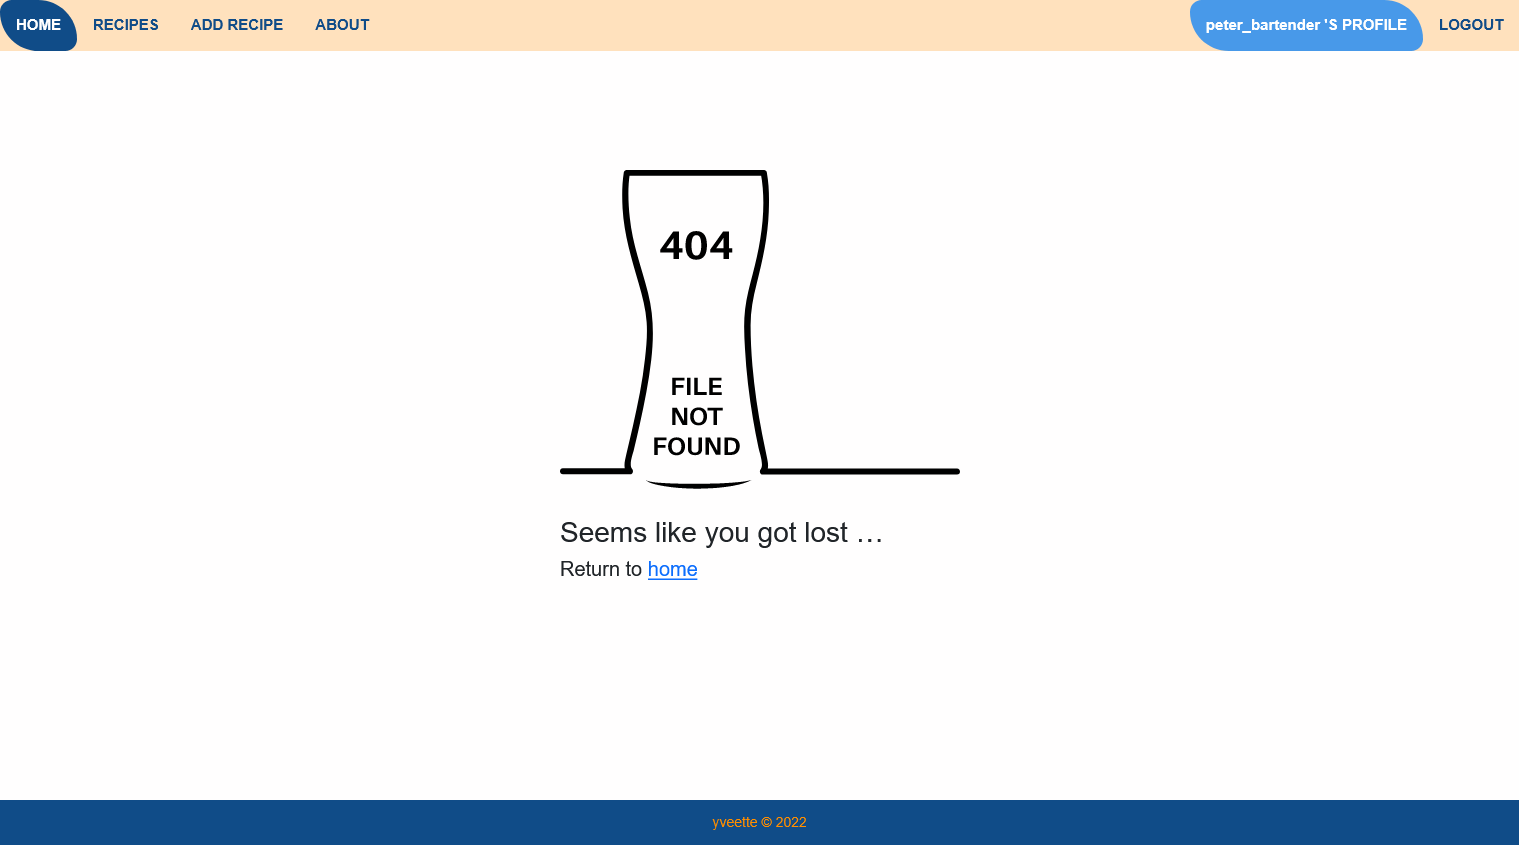 HOME RECIPES ADD RECIPE ABOUT peter_bartender 'S PROFILE LOGOUT
404
FILE
NOT
FOUND
Seems like you got lost ...
Return to home
yveette © 2022